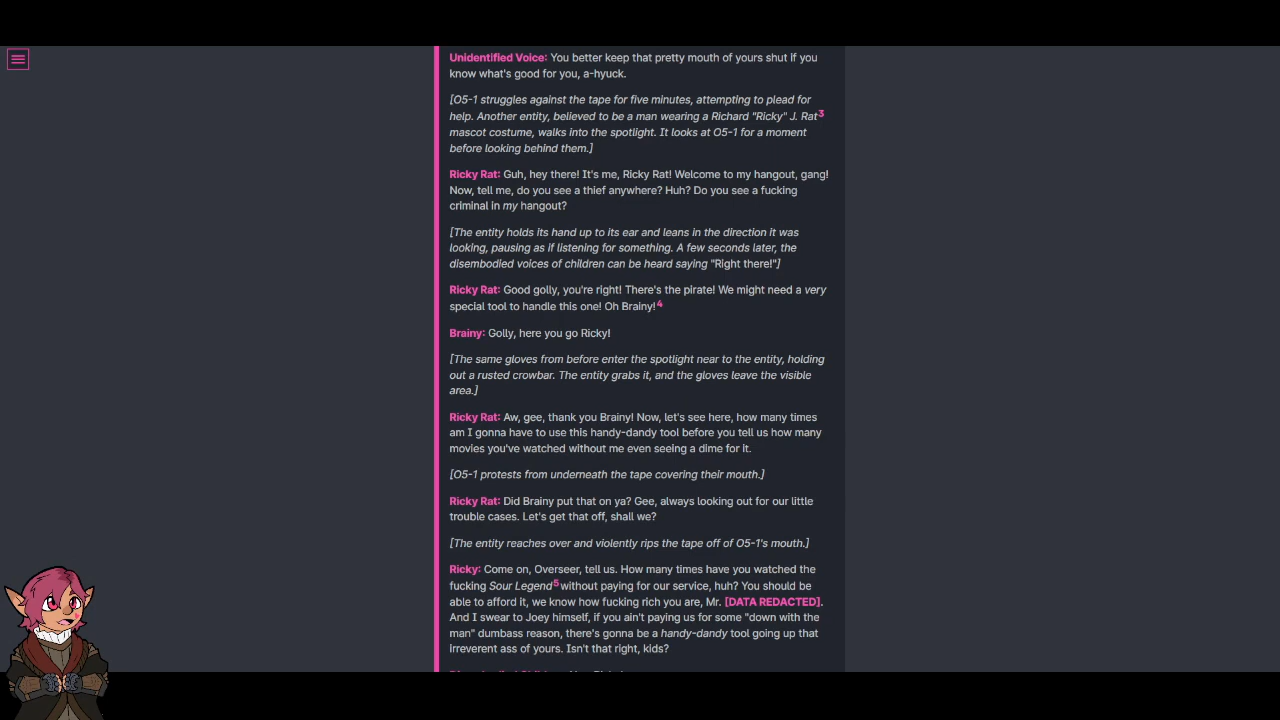 Unidentified Voice: You better keep that pretty mouth of yours shut if you
know what's good for you, a-hyuck.
[O5-1 struggles against the tape for five minutes, attempting to plead for
help. Another entity, believed to be a man wearing a Richard "Ricky" J. Rat3
mascot costume, walks into the spotlight. It looks at O5-1 for a moment
before looking behind them.]
Ricky Rat: Guh, hey there! It's me, Ricky Rat! Welcome to my hangout, gang!
Now, tell me, do you see a thief anywhere? Huh? Do you see a fucking
criminal in my hangout?
[The entity holds its hand up to its ear and leans in the direction it was
looking, pausing as if listening for something. A few seconds later, the
disembodied voices of children can be heard saying "Right there!"]
Ricky Rat: Good golly, you're right! There's the pirate! We might need a very
special tool to handle this one! Oh Brainy!4
Brainy: Golly, here you go Ricky!
[The same gloves from before enter the spotlight near to the entity, holding
out a rusted crowbar. The entity grabs it, and the gloves leave the visible
area.]
Ricky Rat: Aw, gee, thank you Brainy! Now, let's see here, how many times
am I gonna have to use this handy-dandy tool before you tell us how many
movies you've watched without me even seeing a dime for it.
[O5-1 protests from underneath the tape covering their mouth.]
Ricky Rat: Did Brainy put that on ya? Gee, always looking out for our little
trouble cases. Let's get that off, shall we?
[The entity reaches over and violently rips the tape off of O5-1's mouth.]
Ricky: Come on, Overseer, tell us. How many times have you watched the
fucking Sour Legend5 without paying for our service, huh? You should be
able to afford it, we know how fucking rich you are, Mr. [DATA REDACTED].
And I swear to Joey himself, if you ain't paying us for some "down with the
man" dumbass reason, there's gonna be a handy-dandy tool going up that
irreverent ass of yours. Isn't that right, kids?